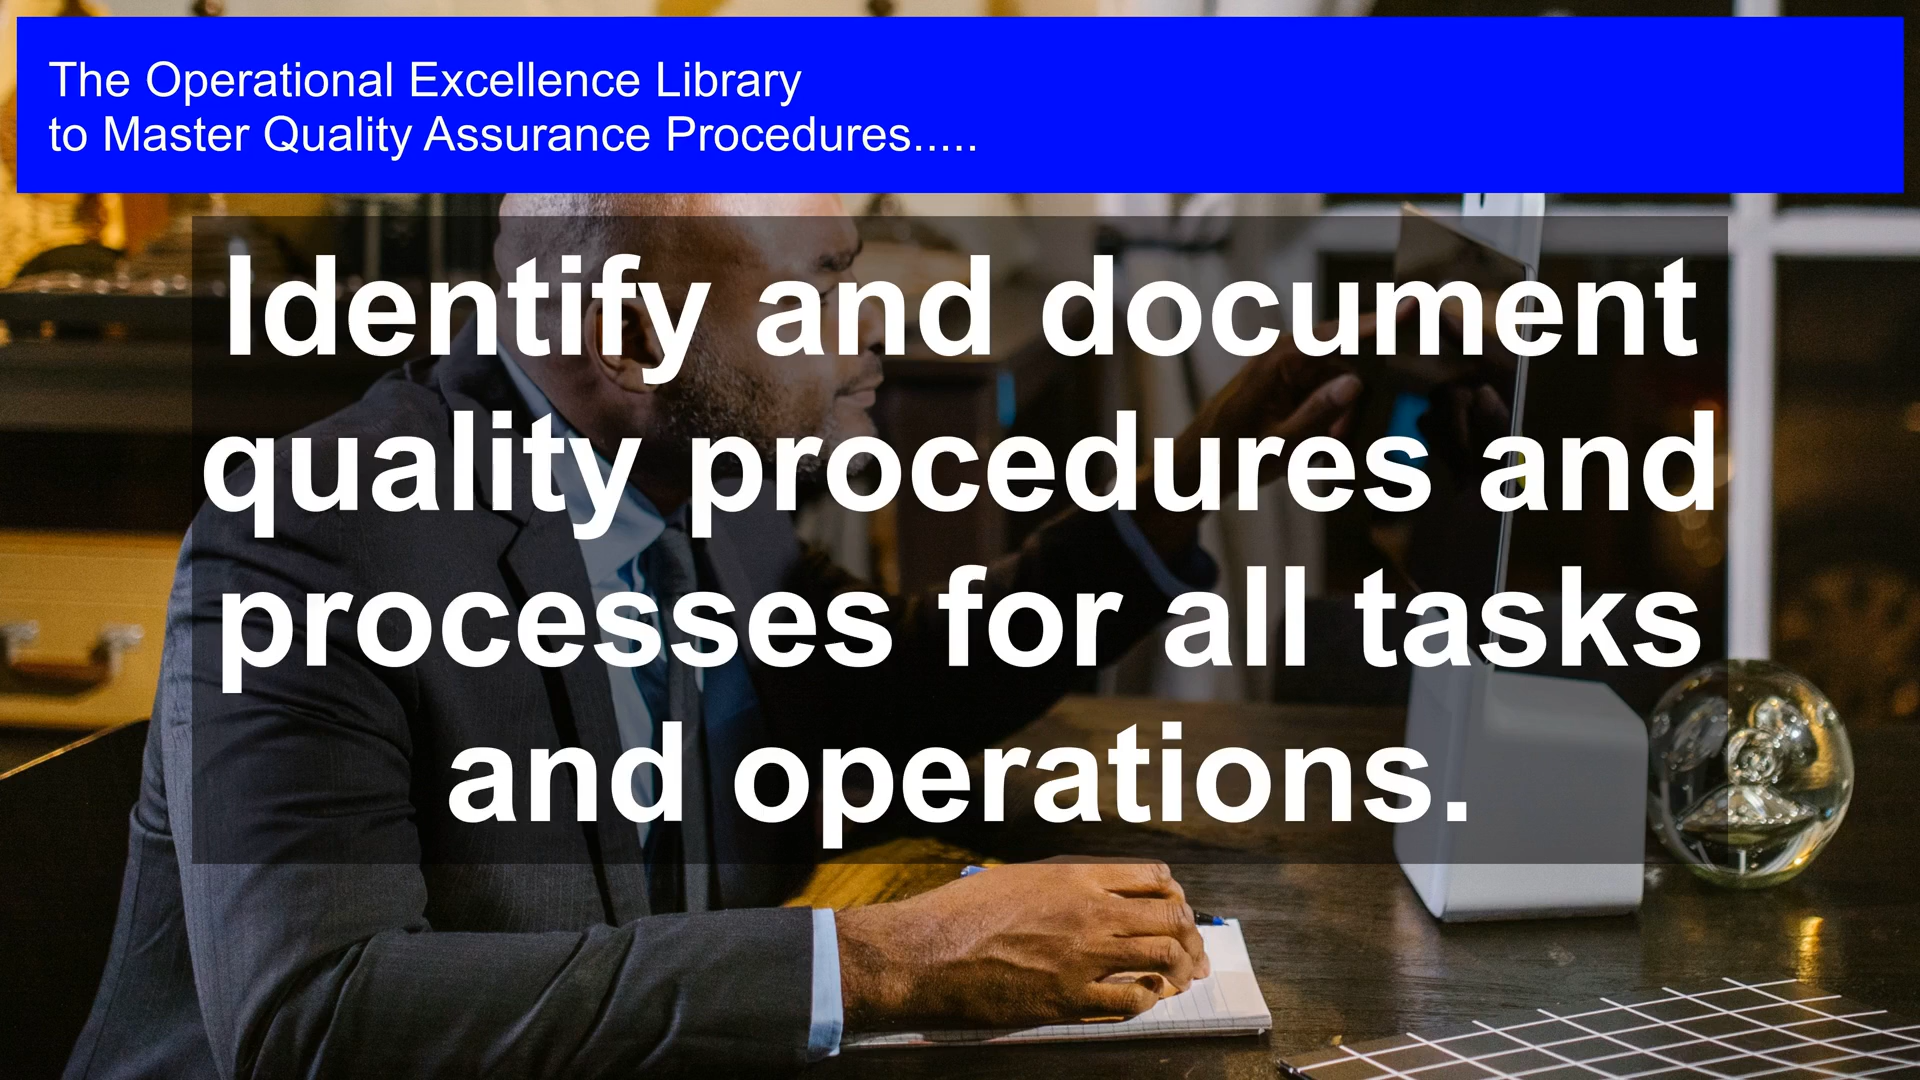 The Operational Excellence Library
to Master Quality Assurance Procedures.....
Identify and document
quality procedures and
processes for all tasks
and operations.